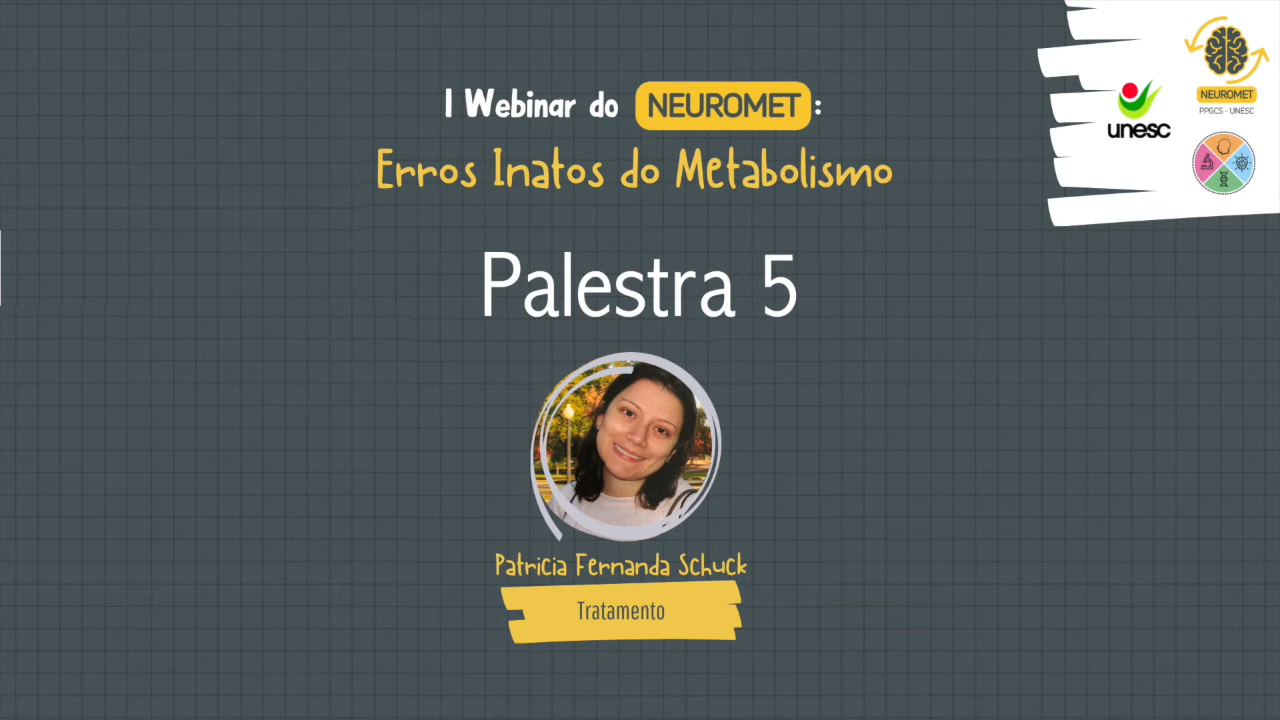 I Webinar do NEUROMET:
Erros Inatos do Metabolismo
unesc
NEUROMET
PPGCS - UNESC
Palestra 5
Patricia Fernanda Schuck
Tratamento